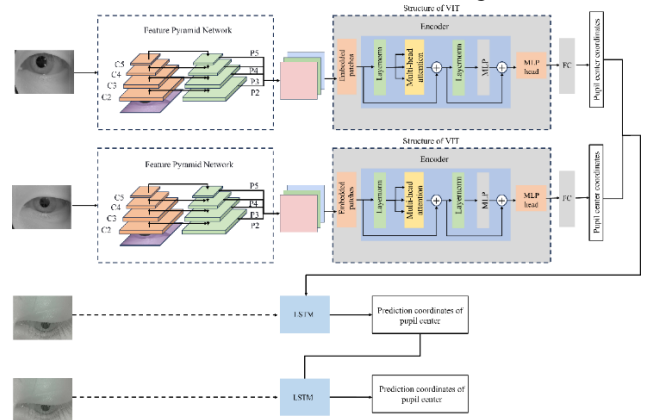 Structure of VIT
Feature Pyramid Network
Encoder
C5
C4
C3
C2
P5
P4
P3
P2
Embedded
patches
Layernorm
Multi-head
attention
Layernorm
MLP
MLP
head
FC
Pupil center coordinates
Structure of VIT
Feature Pyramid Network
Encoder
C5
C4
C3
C2
P5
P4
P3
P2
Embedded
patches
Layernorm
Multi-head
attention
Layernorm
MLP
MLP
head
FC
Pupil center coordinates
LSTM
Prediction coordinates of
pupil center
LSTM
Prediction coordinates of
pupil center